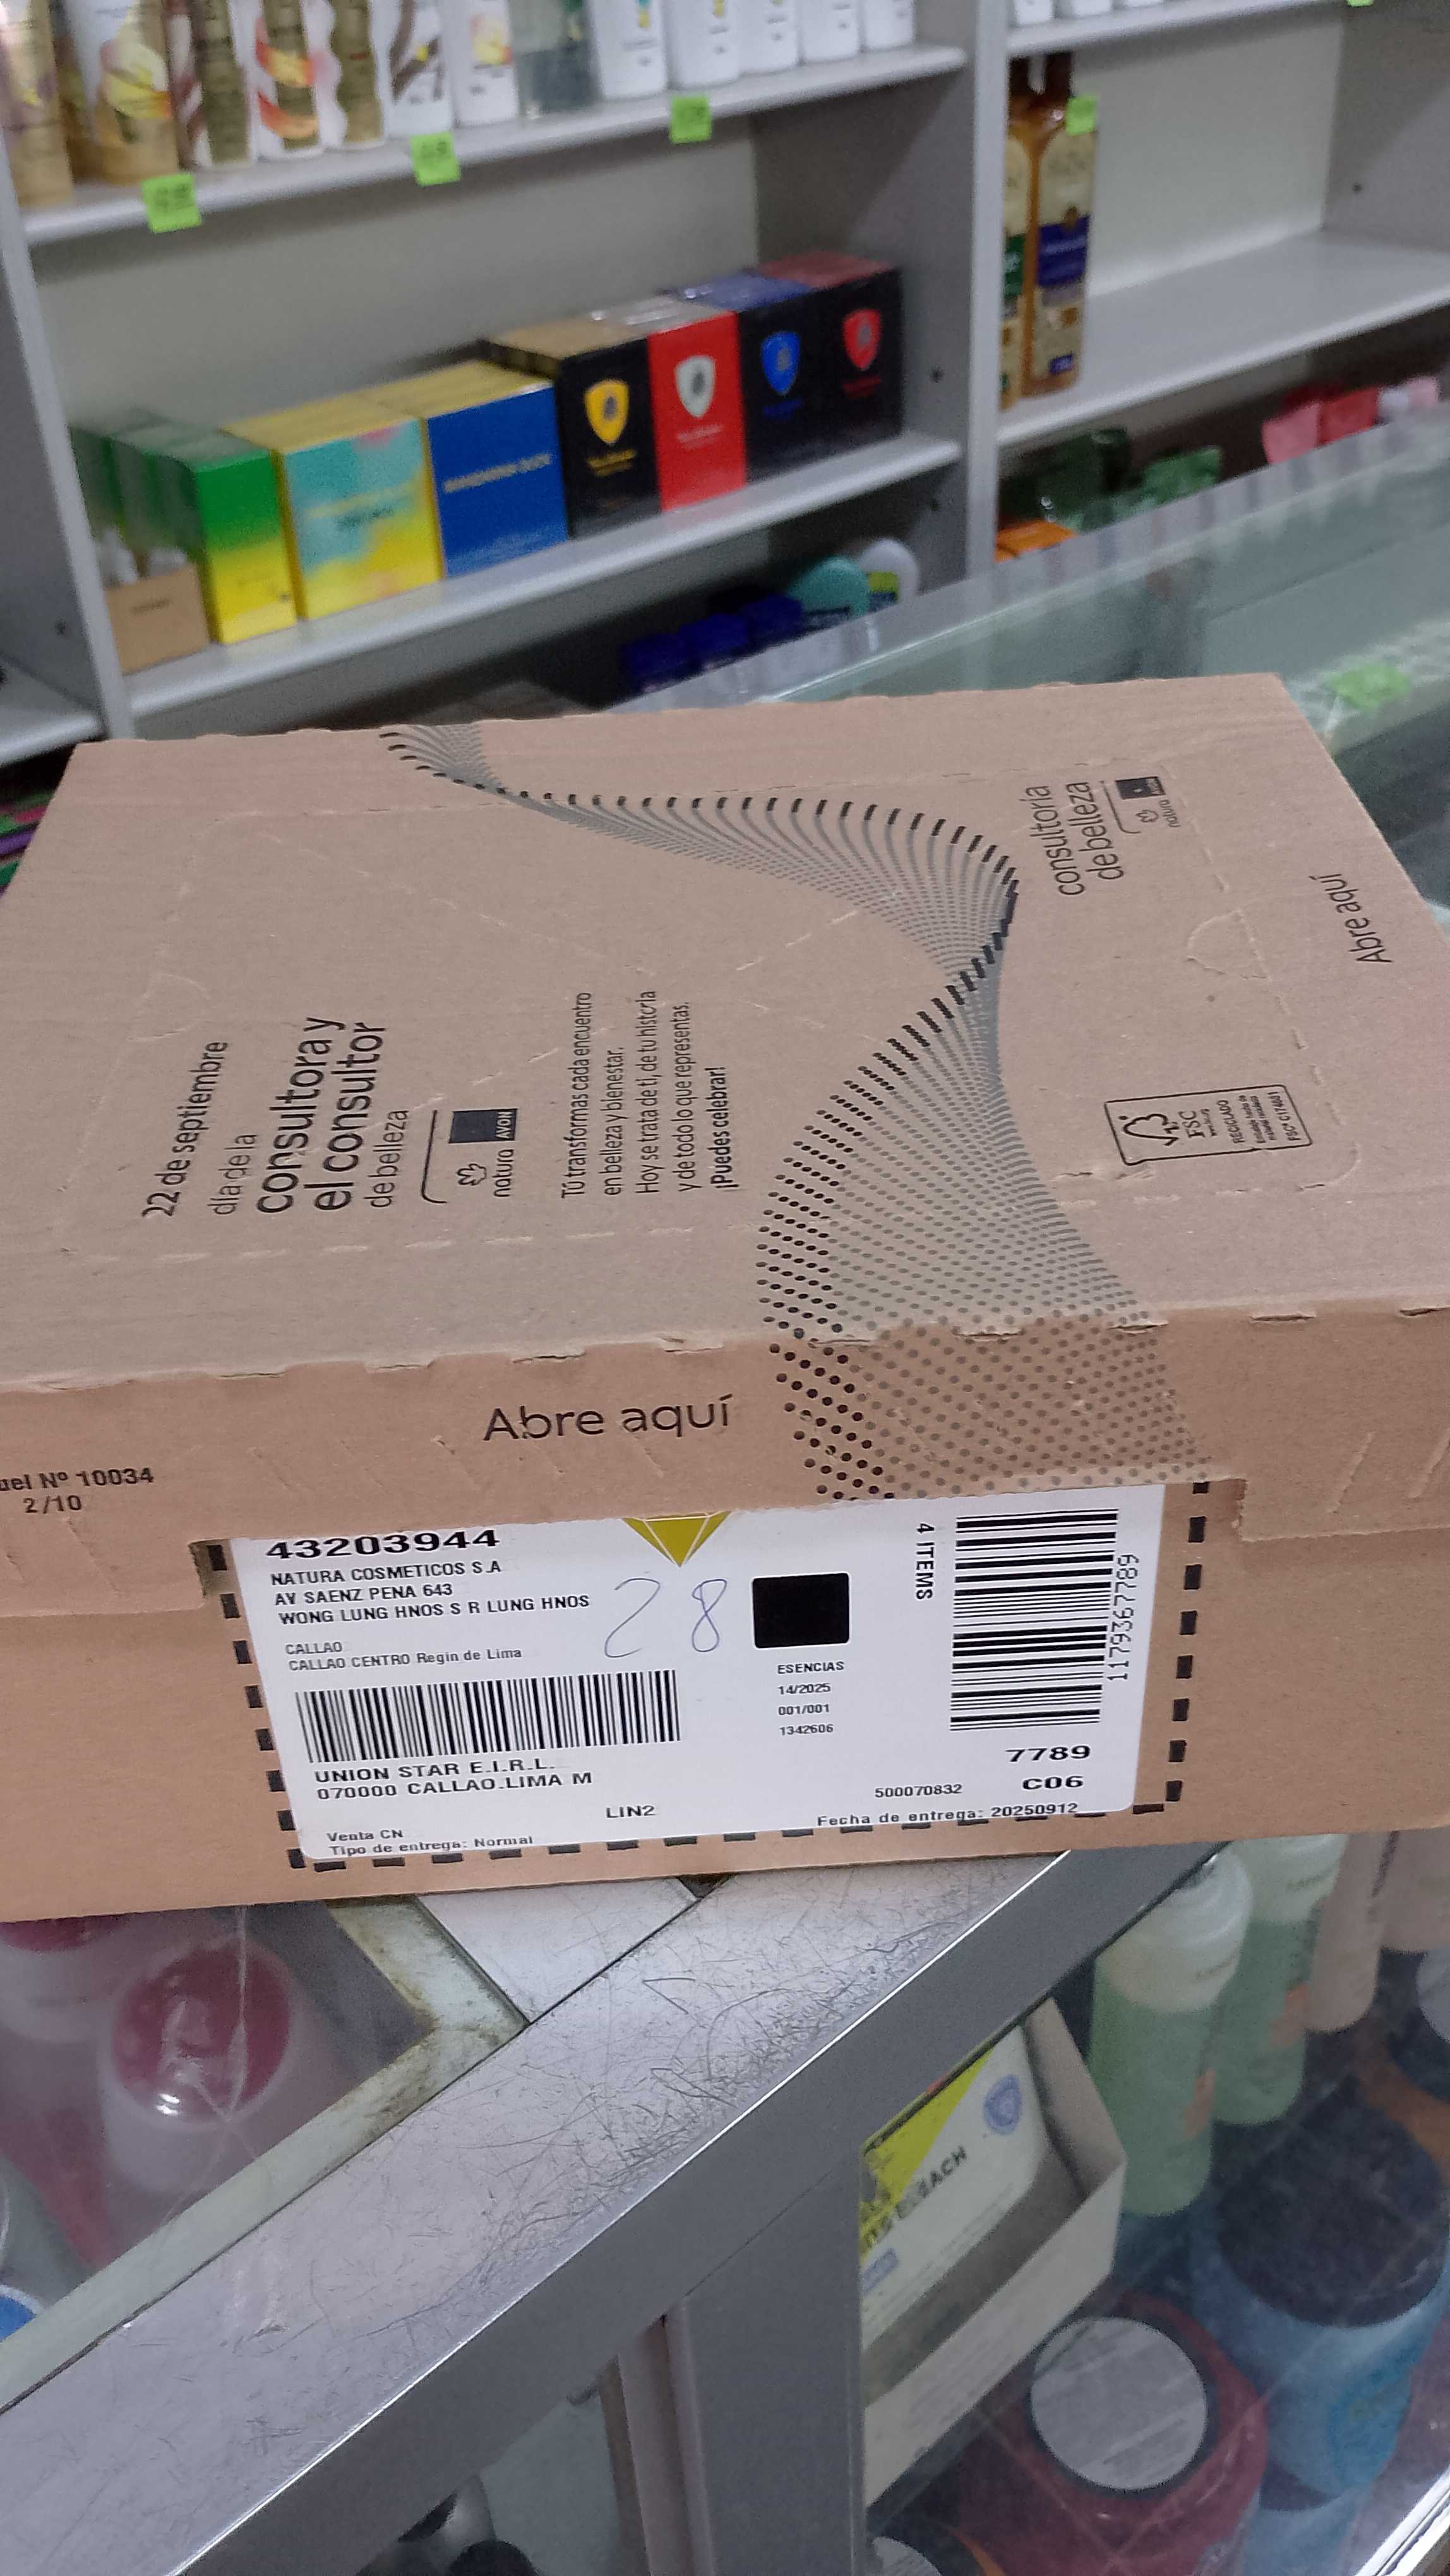 22 de septiembre
día de la
consultora y
el consultor
de belleza
natura
AVON
Tú transformas cada encuentro
en belleza y bienestar.
Hoy se trata de ti, de tu historia
y de todo lo que representas.
¡Puedes celebrar!
consultoría
de belleza
natura
Abre aquí
FSC
RECICLADO
Abre aquí
uel Nº 10034
2/10
43203944
NATURA COSMETICOS S.A
AV SAENZ PENA 643
WONG LUNG HNOS S R LUNG HNOS
CALLAO
CALLAO CENTRO Regin de Lima
28
UNION STAR E.I.R.L.
070000 CALLAO.LIMA M
LIN2
Venta CN
Tipo de entrega: Normal
ESENCIAS
14/2025
001/001
1342606
4 ITEMS
1179367789
7789
C06
500070832
Fecha de entrega: 20250912